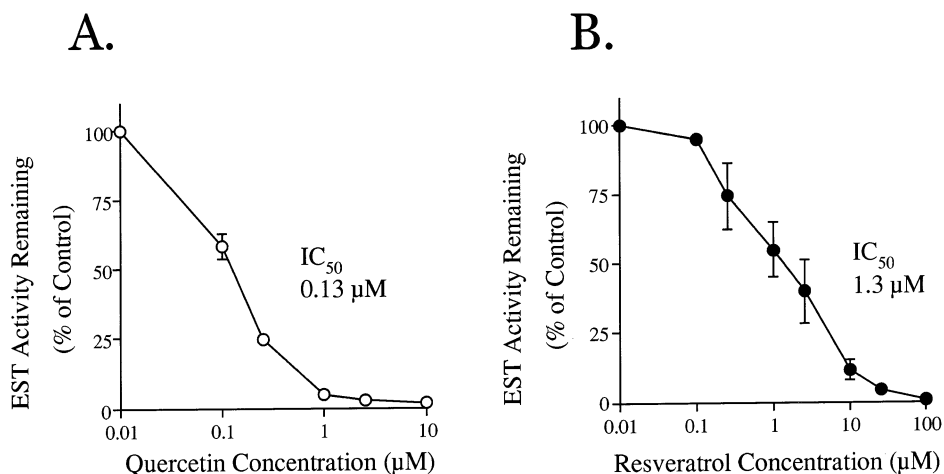 A.
EST Activity Remaining
(% of Control)
100
75
50
25
0
IC50
0.13 µM
0.01
0.1
1
10
Quercetin Concentration (µM)
B.
EST Activity Remaining
(% of Control)
100
75
50
25
0
IC50
1.3 µM
0.01
0.1
1
10
100
Resveratrol Concentration (µM)